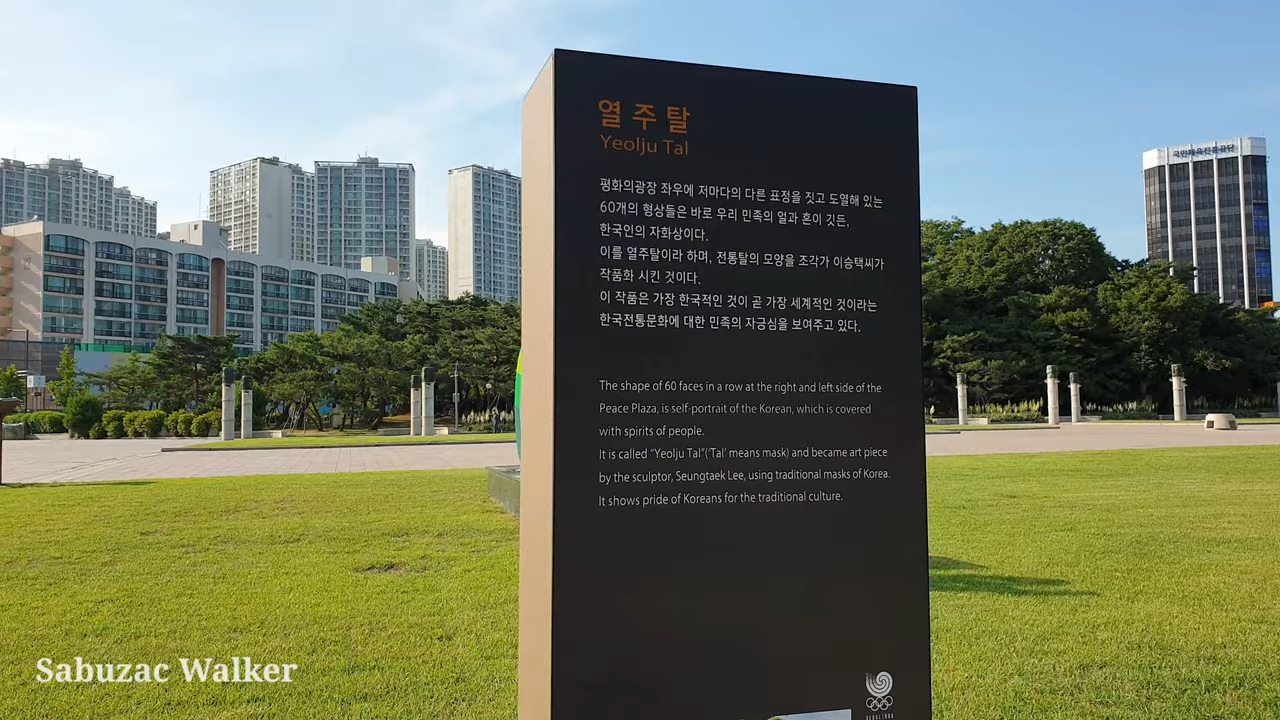 열주탈
Yeolju Tal
평화의광장 좌우에 저마다의 다른 표정을 짓고 도열해 있는
60개의 형상들은 바로 우리 민족의 얼과 혼이 깃든,
한국인의 자화상이다.
이를 열주탈이라 하며, 전통탈의 모양을 조각가 이승택씨가
작품화 시킨 것이다.
이 작품은 가장 한국적인 것이 곧 가장 세계적인 것이라는
한국전통문화에 대한 민족의 자긍심을 보여주고 있다.
The shape of 60 faces in a row at the right and left side of the
Peace Plaza, is self-portrait of the Korean, which is covered
with spirits of people.
It is called “Yeolju Tal”(‘Tal’ means mask) and became art piece
by the sculptor, Seungtaek Lee, using traditional masks of Korea.
It shows pride of Koreans for the traditional culture.
국민체육진흥공단
Sabuzac Walker